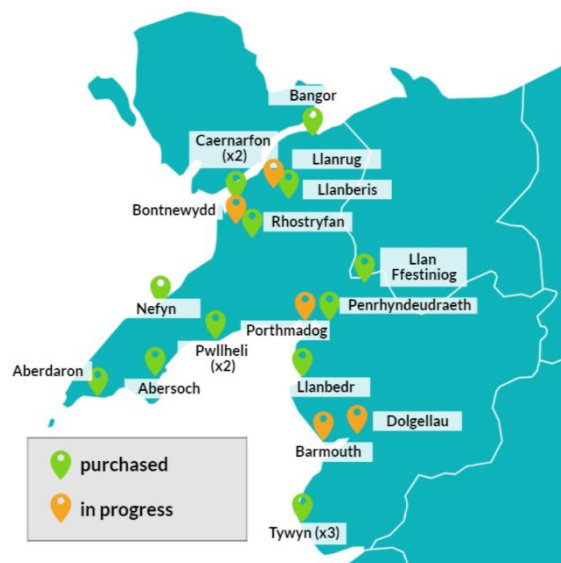 Bangor
Caernarfon
(x2)
Llanrug
Llanberis
Bontnewydd
Rhostryfan
Llan
Ffestiniog
Nefyn
Penrhyndeudraeth
Porthmadog
Pwllheli
(x2)
Aberdaron
Abersoch
Llanbedr
Dolgellau
Barmouth
purchased
in progress
Tywyn (x3)